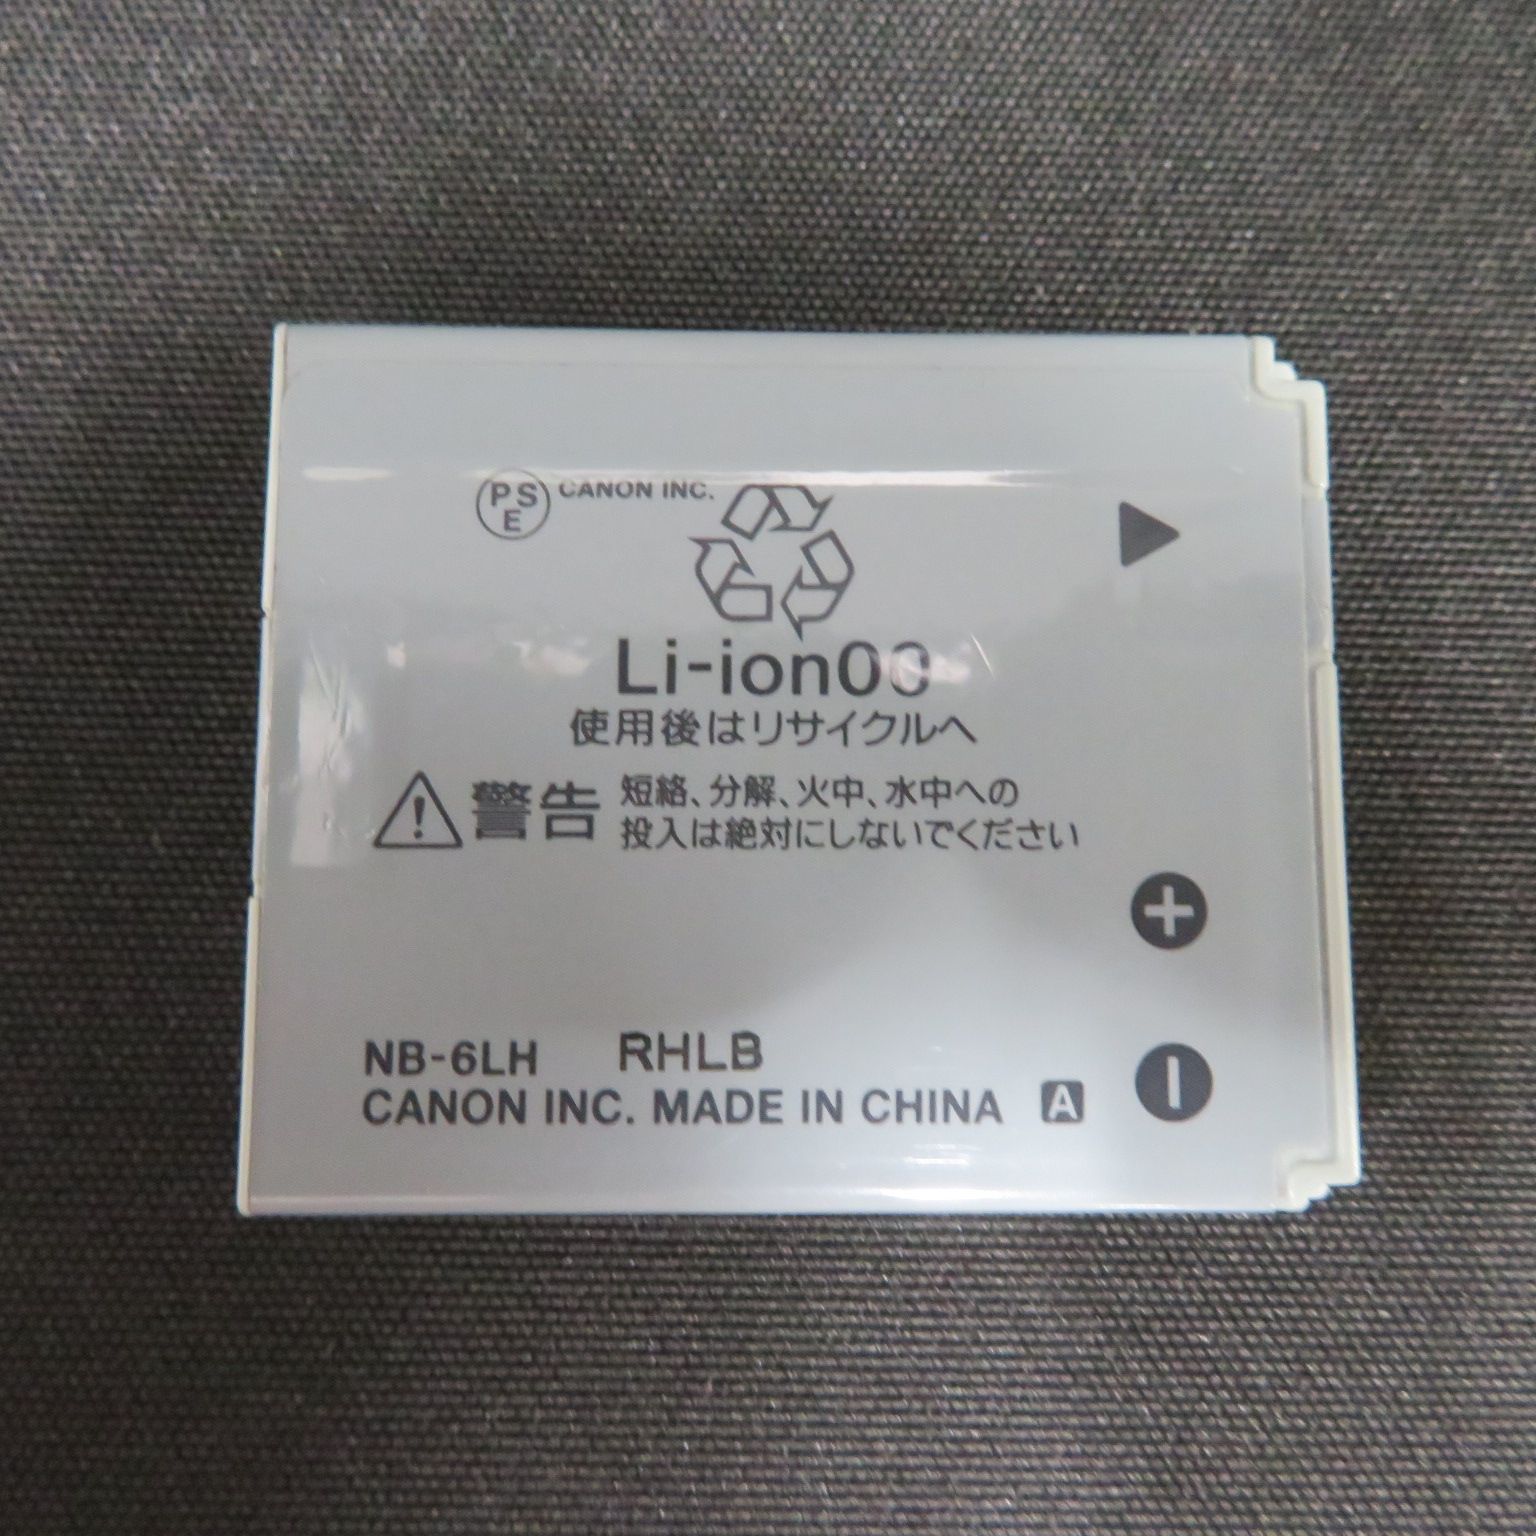 PSE CANON INC.
Li-ion00
使用後はリサイクルへ
警告 短絡、分解、火中、水中への
投入は絶対にしないでください
NB-6LH RHLB
CANON INC. MADE IN CHINA A